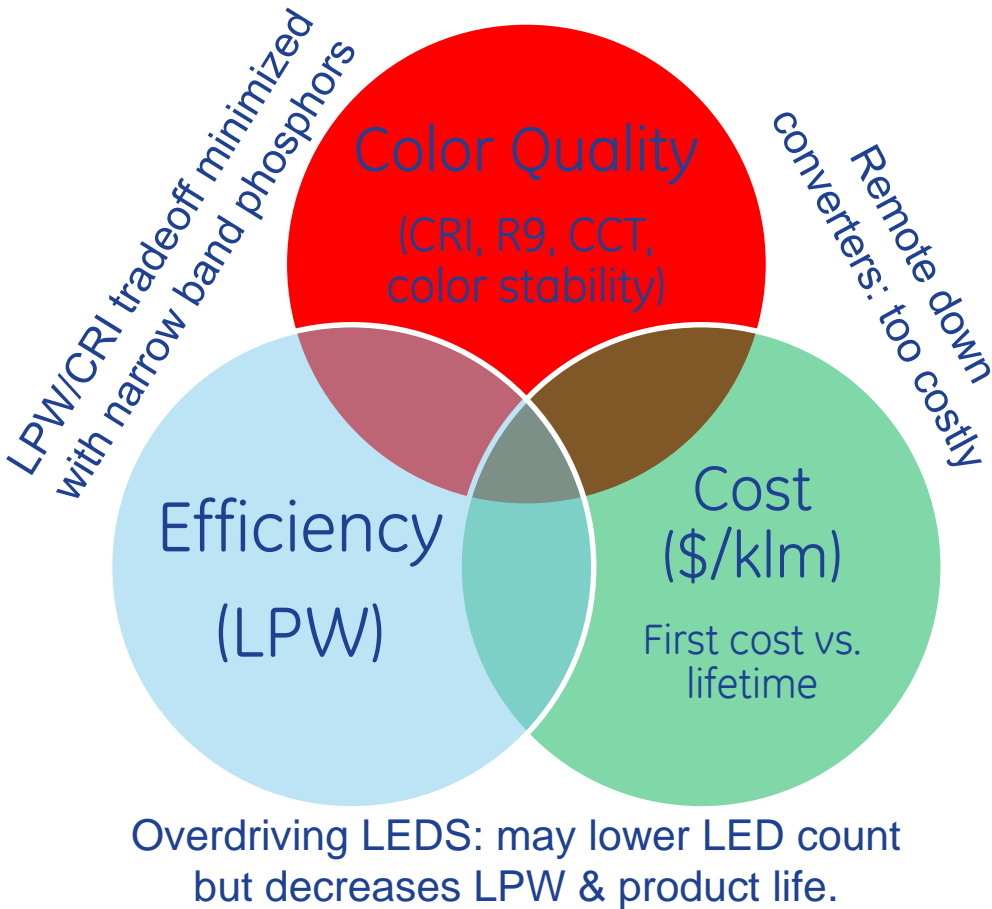 LPW/CRI tradeoff minimized
with narrow band phosphors
Color Quality
(CRI, R9, CCT,
color stability)
Remote down
converters: too costly
Efficiency
(LPW)
Cost
($/klm)
First cost vs.
lifetime
Overdriving LEDS: may lower LED count
but decreases LPW & product life.